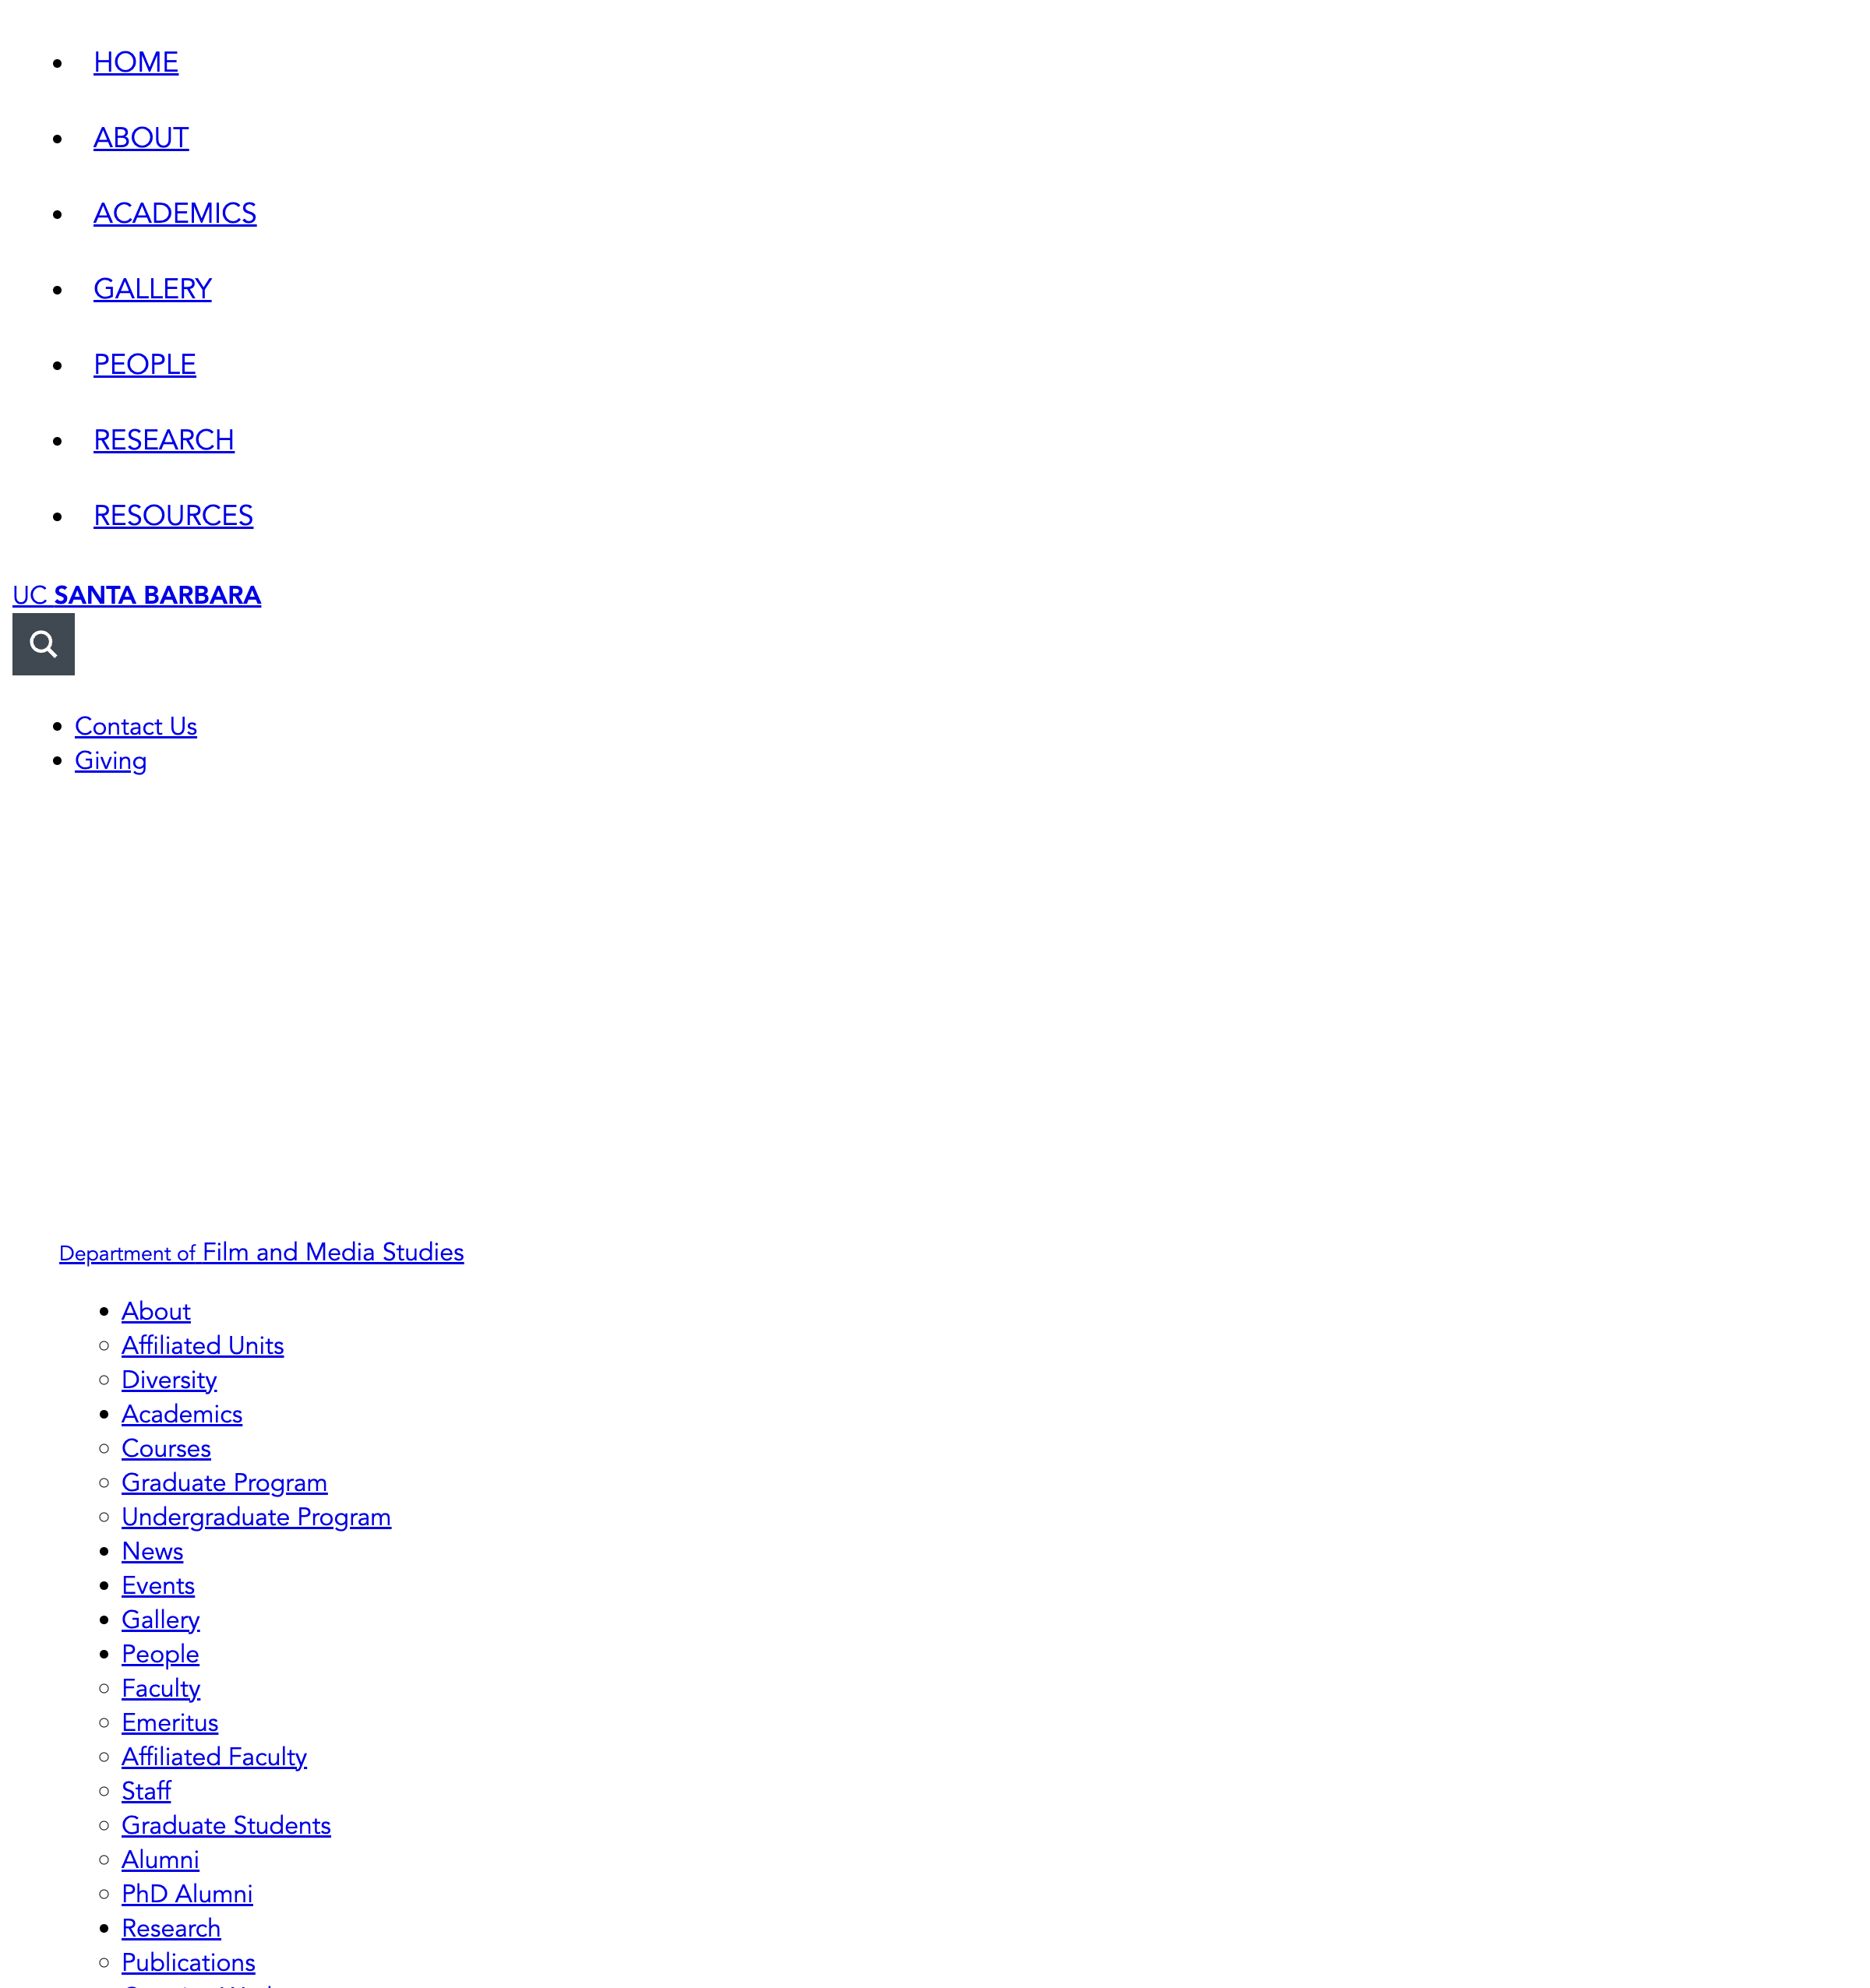 HOME
ABOUT
ACADEMICS
GALLERY
PEOPLE
RESEARCH
RESOURCES
UC SANTA BARBARA
Contact Us
Giving
Department of Film and Media Studies
About
Affiliated Units
Diversity
Academics
Courses
Graduate Program
Undergraduate Program
News
Events
Gallery
People
Faculty
Emeritus
Affiliated Faculty
Staff
Graduate Students
Alumni
PhD Alumni
Research
Publications